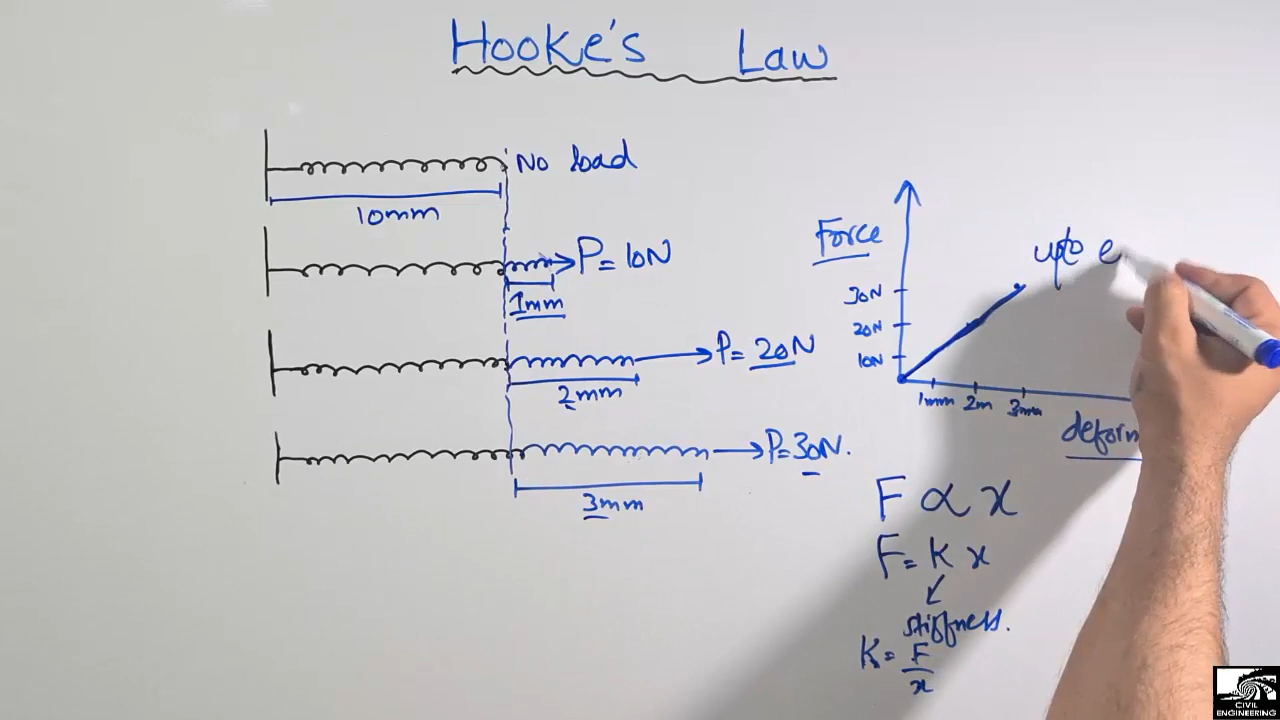 Hooke's Law
No load
10mm
P= 10N
1mm
P= 20N
2mm
P=30N.
3mm
Force
upto e
30N
20N
10N
1mm 2m 3mm
deform
F ∝ x
F= K x
stiffness.
K= F/x
CIVIL
ENGINEERING